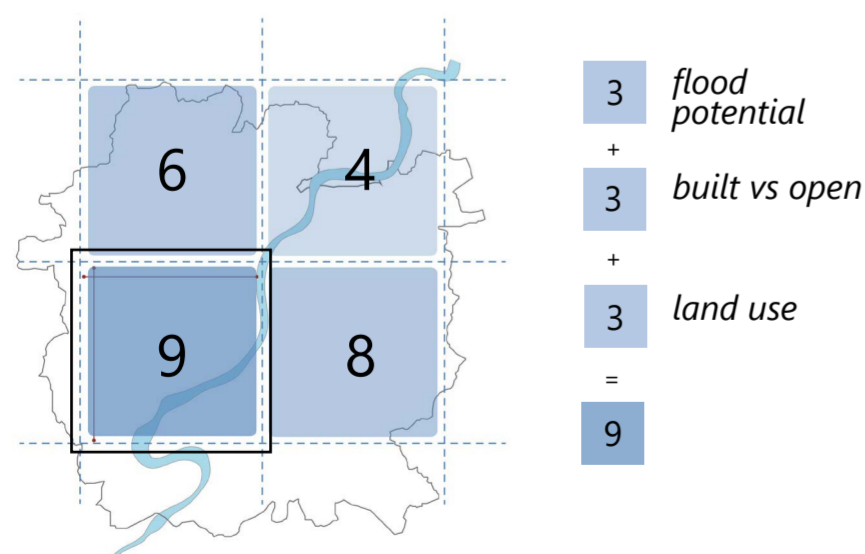 6
4
9
8
3
flood
potential
+
3
built vs open
+
3
land use
=
9